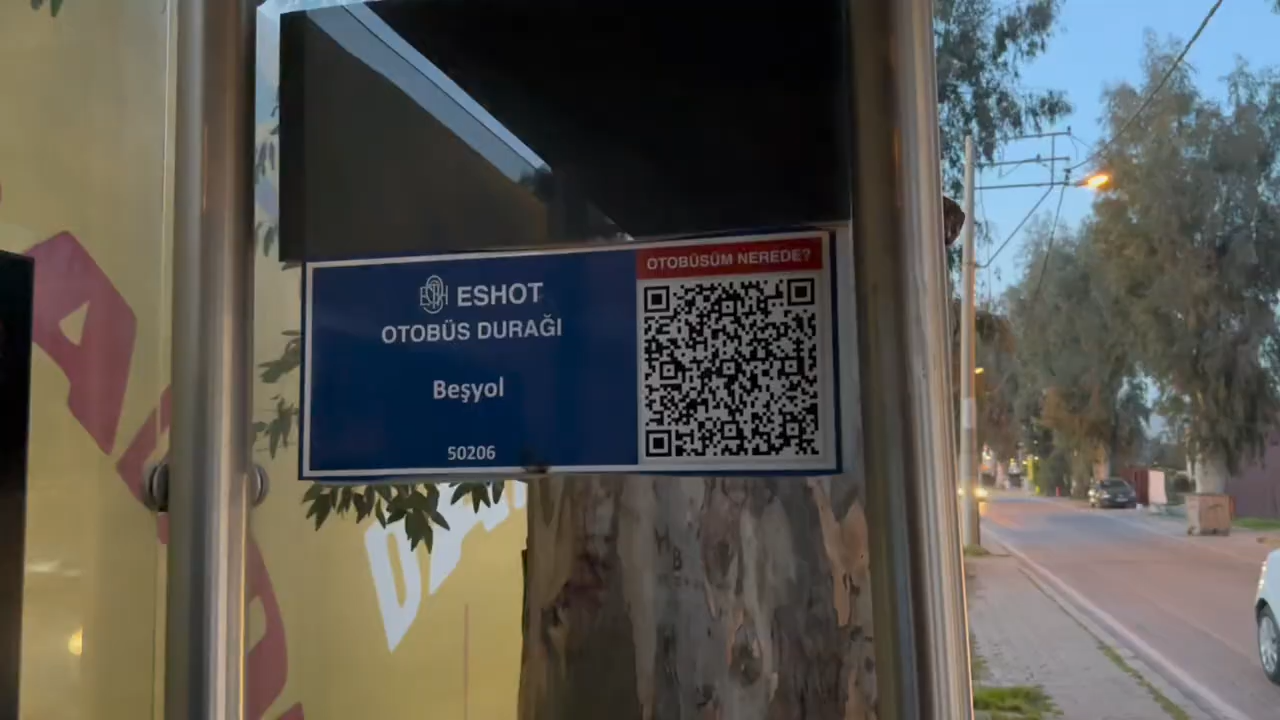 ESHOT
OTOBÜS DURAĞI
Beşyol
50206
OTOBÜSÜM NEREDE?